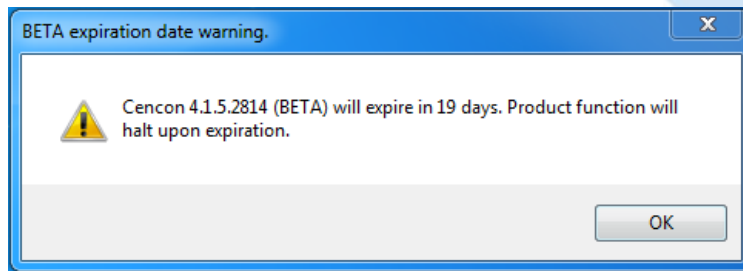 BETA expiration date warning.
Cencon 4.1.5.2814 (BETA) will expire in 19 days. Product function will
halt upon expiration.
OK